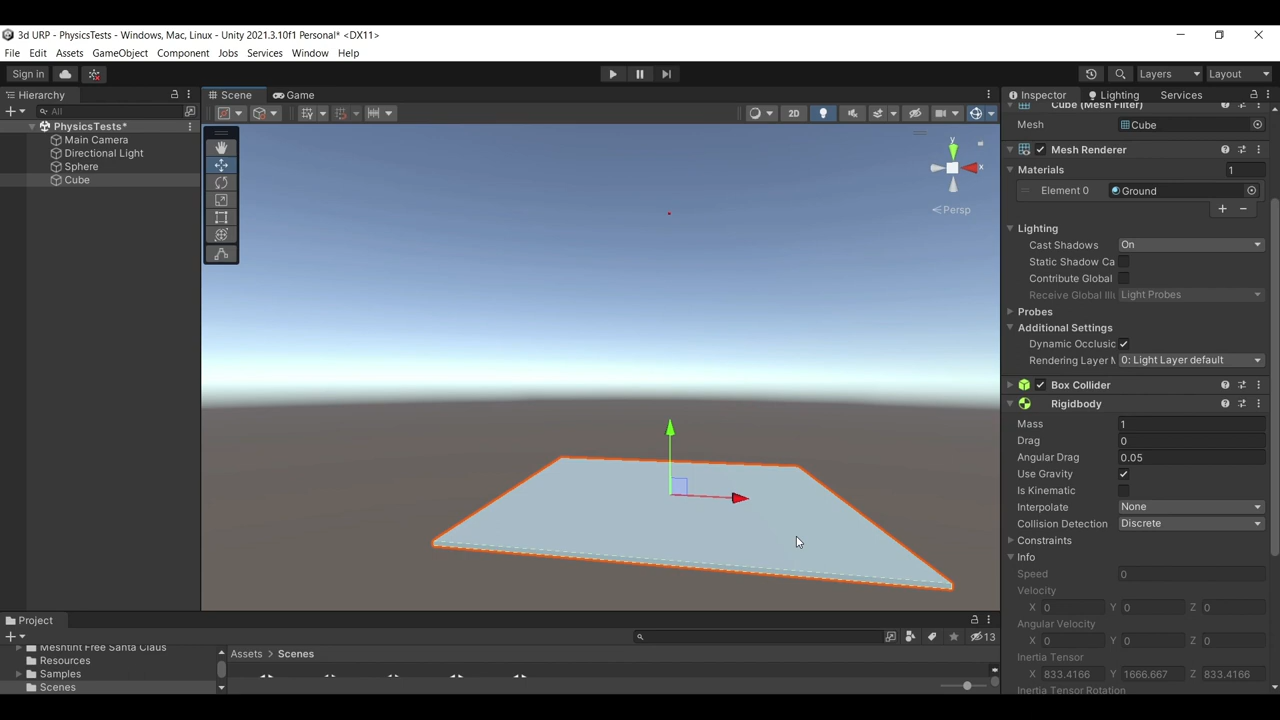 3d URP - PhysicsTests - Windows, Mac, Linux - Unity 2021.3.10f1 Personal* <DX11>
File Edit Assets GameObject Component Jobs Services Window Help
Sign in
Layers
Layout
Hierarchy
All
PhysicsTests*
Main Camera
Directional Light
Sphere
Cube
Scene
Game
2D
y
x
Persp
Inspector
Lighting
Services
Cube (Mesh Filter)
Mesh Cube
Mesh Renderer
Materials 1
Element 0 Ground
Lighting
Cast Shadows On
Static Shadow Ca
Contribute Global
Receive Global Illu Light Probes
Probes
Additional Settings
Dynamic Occlusic
Rendering Layer M 0: Light Layer default
Box Collider
Rigidbody
Mass 1
Drag 0
Angular Drag 0.05
Use Gravity
Is Kinematic
Interpolate None
Collision Detection Discrete
Constraints
Info
Speed 0
Velocity
X 0 Y 0 Z 0
Angular Velocity
X 0 Y 0 Z 0
Inertia Tensor
X 833.4166 Y 1666.667 Z 833.4166
Inertia Tensor Rotation
Project
13
Meshtint Free Santa Claus
Resources
Samples
Scenes
Assets > Scenes